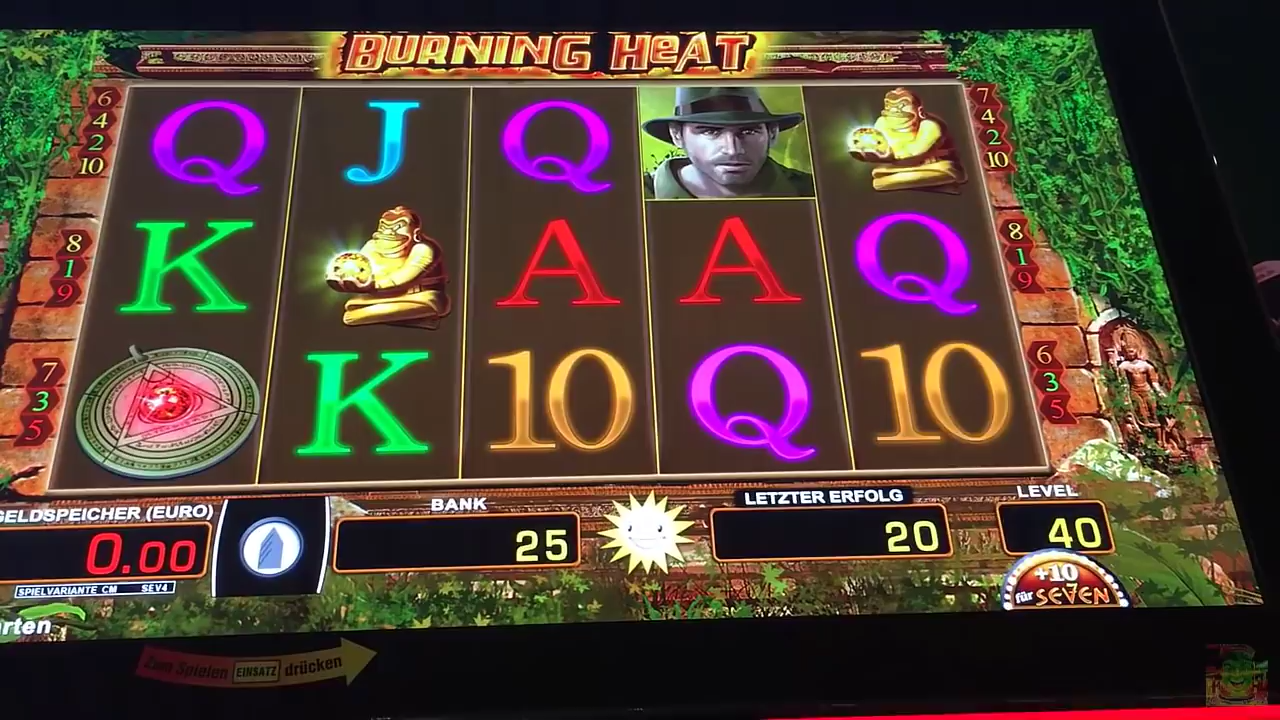 BURNING HEAT
6
4
2
10
Q J Q
7
4
2
10
8
1
9
K A A Q
8
1
9
7
3
5
K 10 Q 10
6
3
5
GELDSPEICHER (EURO)
BANK
LETZTER ERFOLG
LEVEL
0.00
25
20
40
SPIELVARIANTE CM SEV4
+10
für SEVEN
rten
Zum Spielen EINSATZ drücken